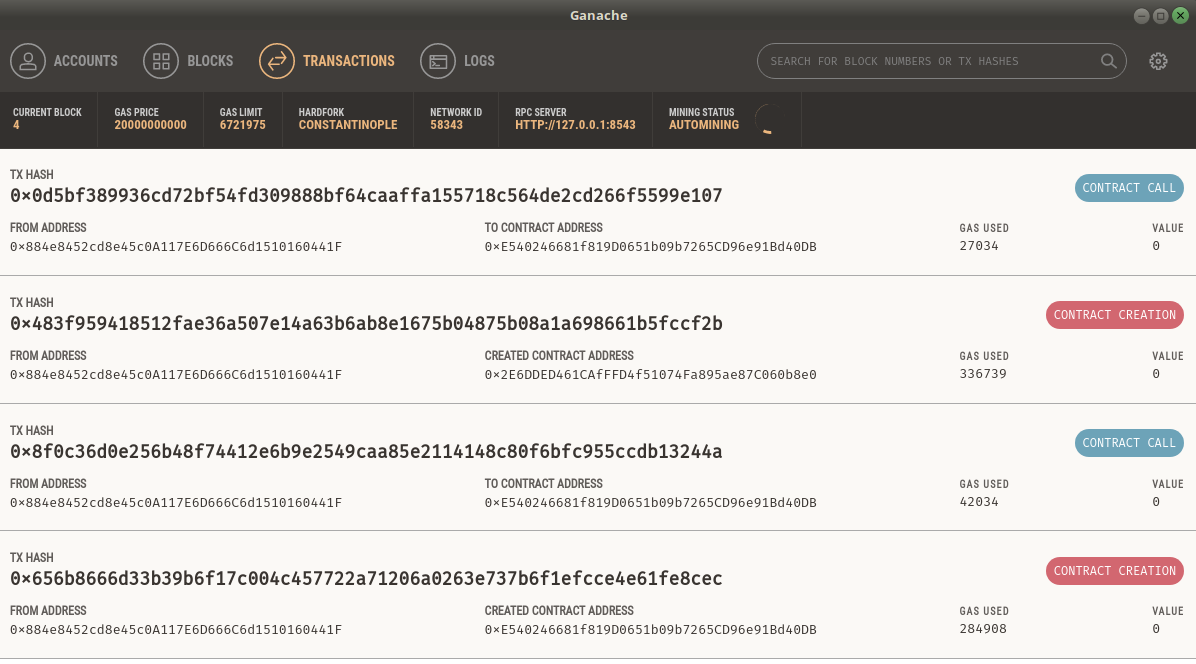 Ganache
ACCOUNTS BLOCKS TRANSACTIONS LOGS SEARCH FOR BLOCK NUMBERS OR TX HASHES
CURRENT BLOCK GAS PRICE GAS LIMIT HARDFORK NETWORK ID RPC SERVER MINING STATUS
4 20000000000 6721975 CONSTANTINOPLE 58343 HTTP://127.0.0.1:8543 AUTOMINING
TX HASH
0×0d5bf389936cd72bf54fd309888bf64caaffa155718c564de2cd266f5599e107 CONTRACT CALL
FROM ADDRESS TO CONTRACT ADDRESS GAS USED VALUE
0×884e8452cd8e45c0A117E6D666C6d1510160441F 0×E540246681f819D0651b09b7265CD96e91Bd40DB 27034 0
TX HASH
0×483f959418512fae36a507e14a63b6ab8e1675b04875b08a1a698661b5fccf2b CONTRACT CREATION
FROM ADDRESS CREATED CONTRACT ADDRESS GAS USED VALUE
0×884e8452cd8e45c0A117E6D666C6d1510160441F 0×2E6DDED461CAfFFD4f51074Fa895ae87C060b8e0 336739 0
TX HASH
0×8f0c36d0e256b48f74412e6b9e2549caa85e2114148c80f6bfc955ccdb13244a CONTRACT CALL
FROM ADDRESS TO CONTRACT ADDRESS GAS USED VALUE
0×884e8452cd8e45c0A117E6D666C6d1510160441F 0×E540246681f819D0651b09b7265CD96e91Bd40DB 42034 0
TX HASH
0×656b8666d33b39b6f17c004c457722a71206a0263e737b6f1efcce4e61fe8cec CONTRACT CREATION
FROM ADDRESS CREATED CONTRACT ADDRESS GAS USED VALUE
0×884e8452cd8e45c0A117E6D666C6d1510160441F 0×E540246681f819D0651b09b7265CD96e91Bd40DB 284908 0